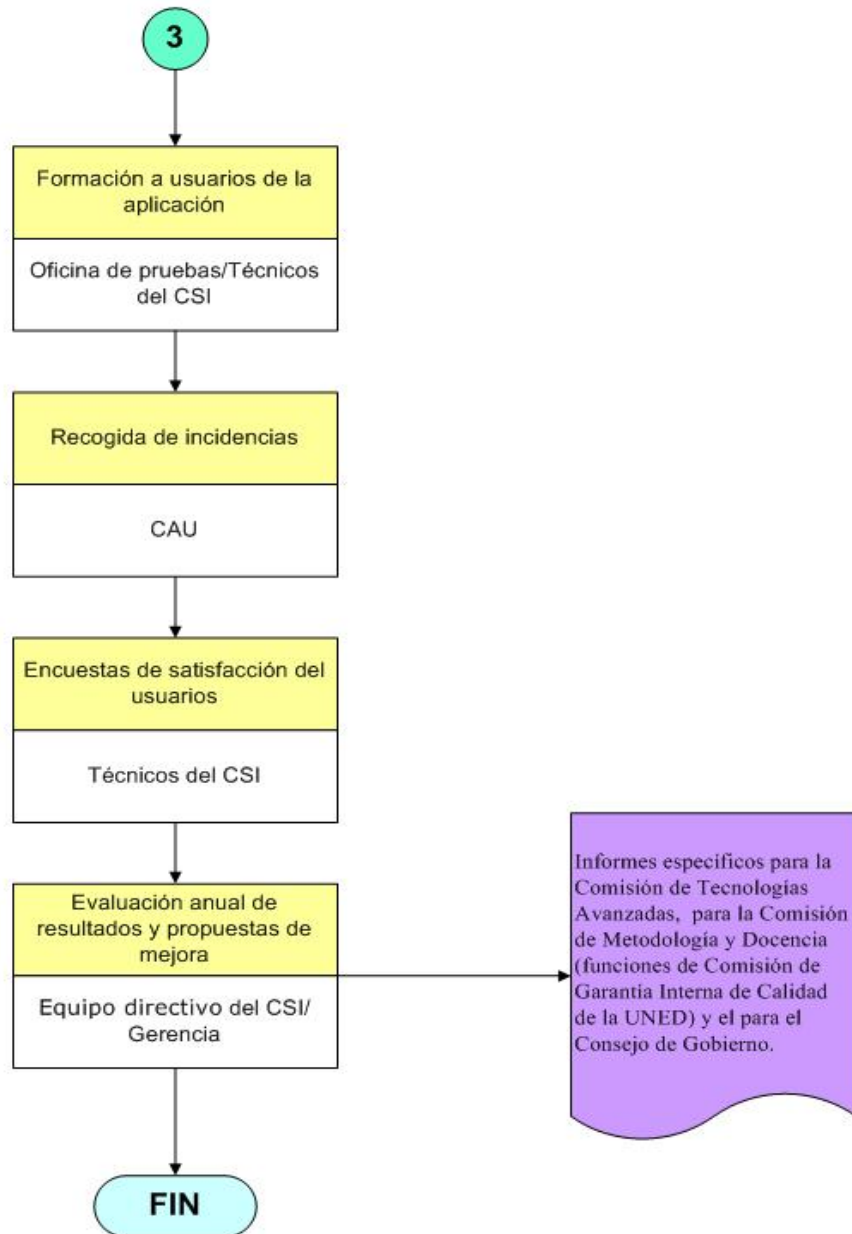 3
Formación a usuarios de la
aplicación
Oficina de pruebas/Técnicos
del CSI
Recogida de incidencias
CAU
Encuestas de satisfacción del
usuarios
Técnicos del CSI
Evaluación anual de
resultados y propuestas de
mejora
Equipo directivo del CSI/
Gerencia
Informes específicos para la
Comisión de Tecnologías
Avanzadas, para la Comisión
de Metodología y Docencia
(funciones de Comisión de
Garantía Interna de Calidad
de la UNED) y el para el
Consejo de Gobierno.
FIN